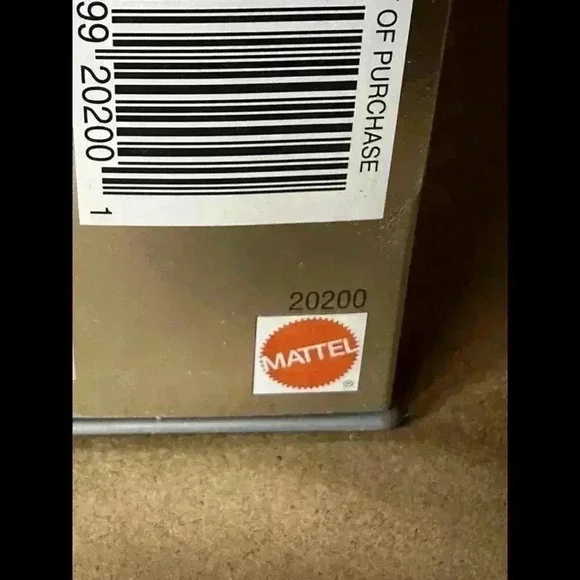 OF PURCHASE
99 20200 1
20200
MATTEL
®